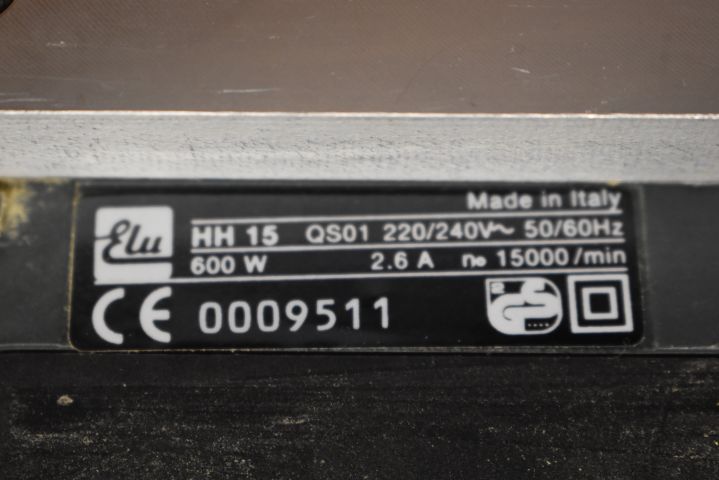 Made in Italy
Elu
HH 15 QS01 220/240V~ 50/60Hz
600 W 2.6 A n₀ 15000/min
CE 0009511